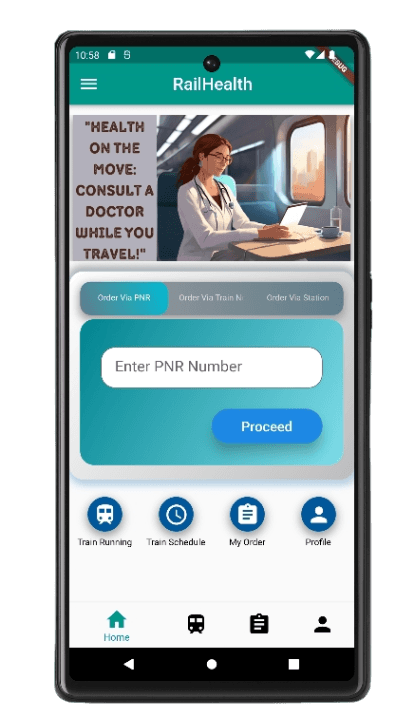 10:58
DEBUG
RailHealth
"HEALTH
ON THE
MOVE:
CONSULT A
DOCTOR
WHILE YOU
TRAVEL!"
Order Via PNR Order Via Train N: Order Via Station
Enter PNR Number
Proceed
Train Running Train Schedule My Order Profile
Home